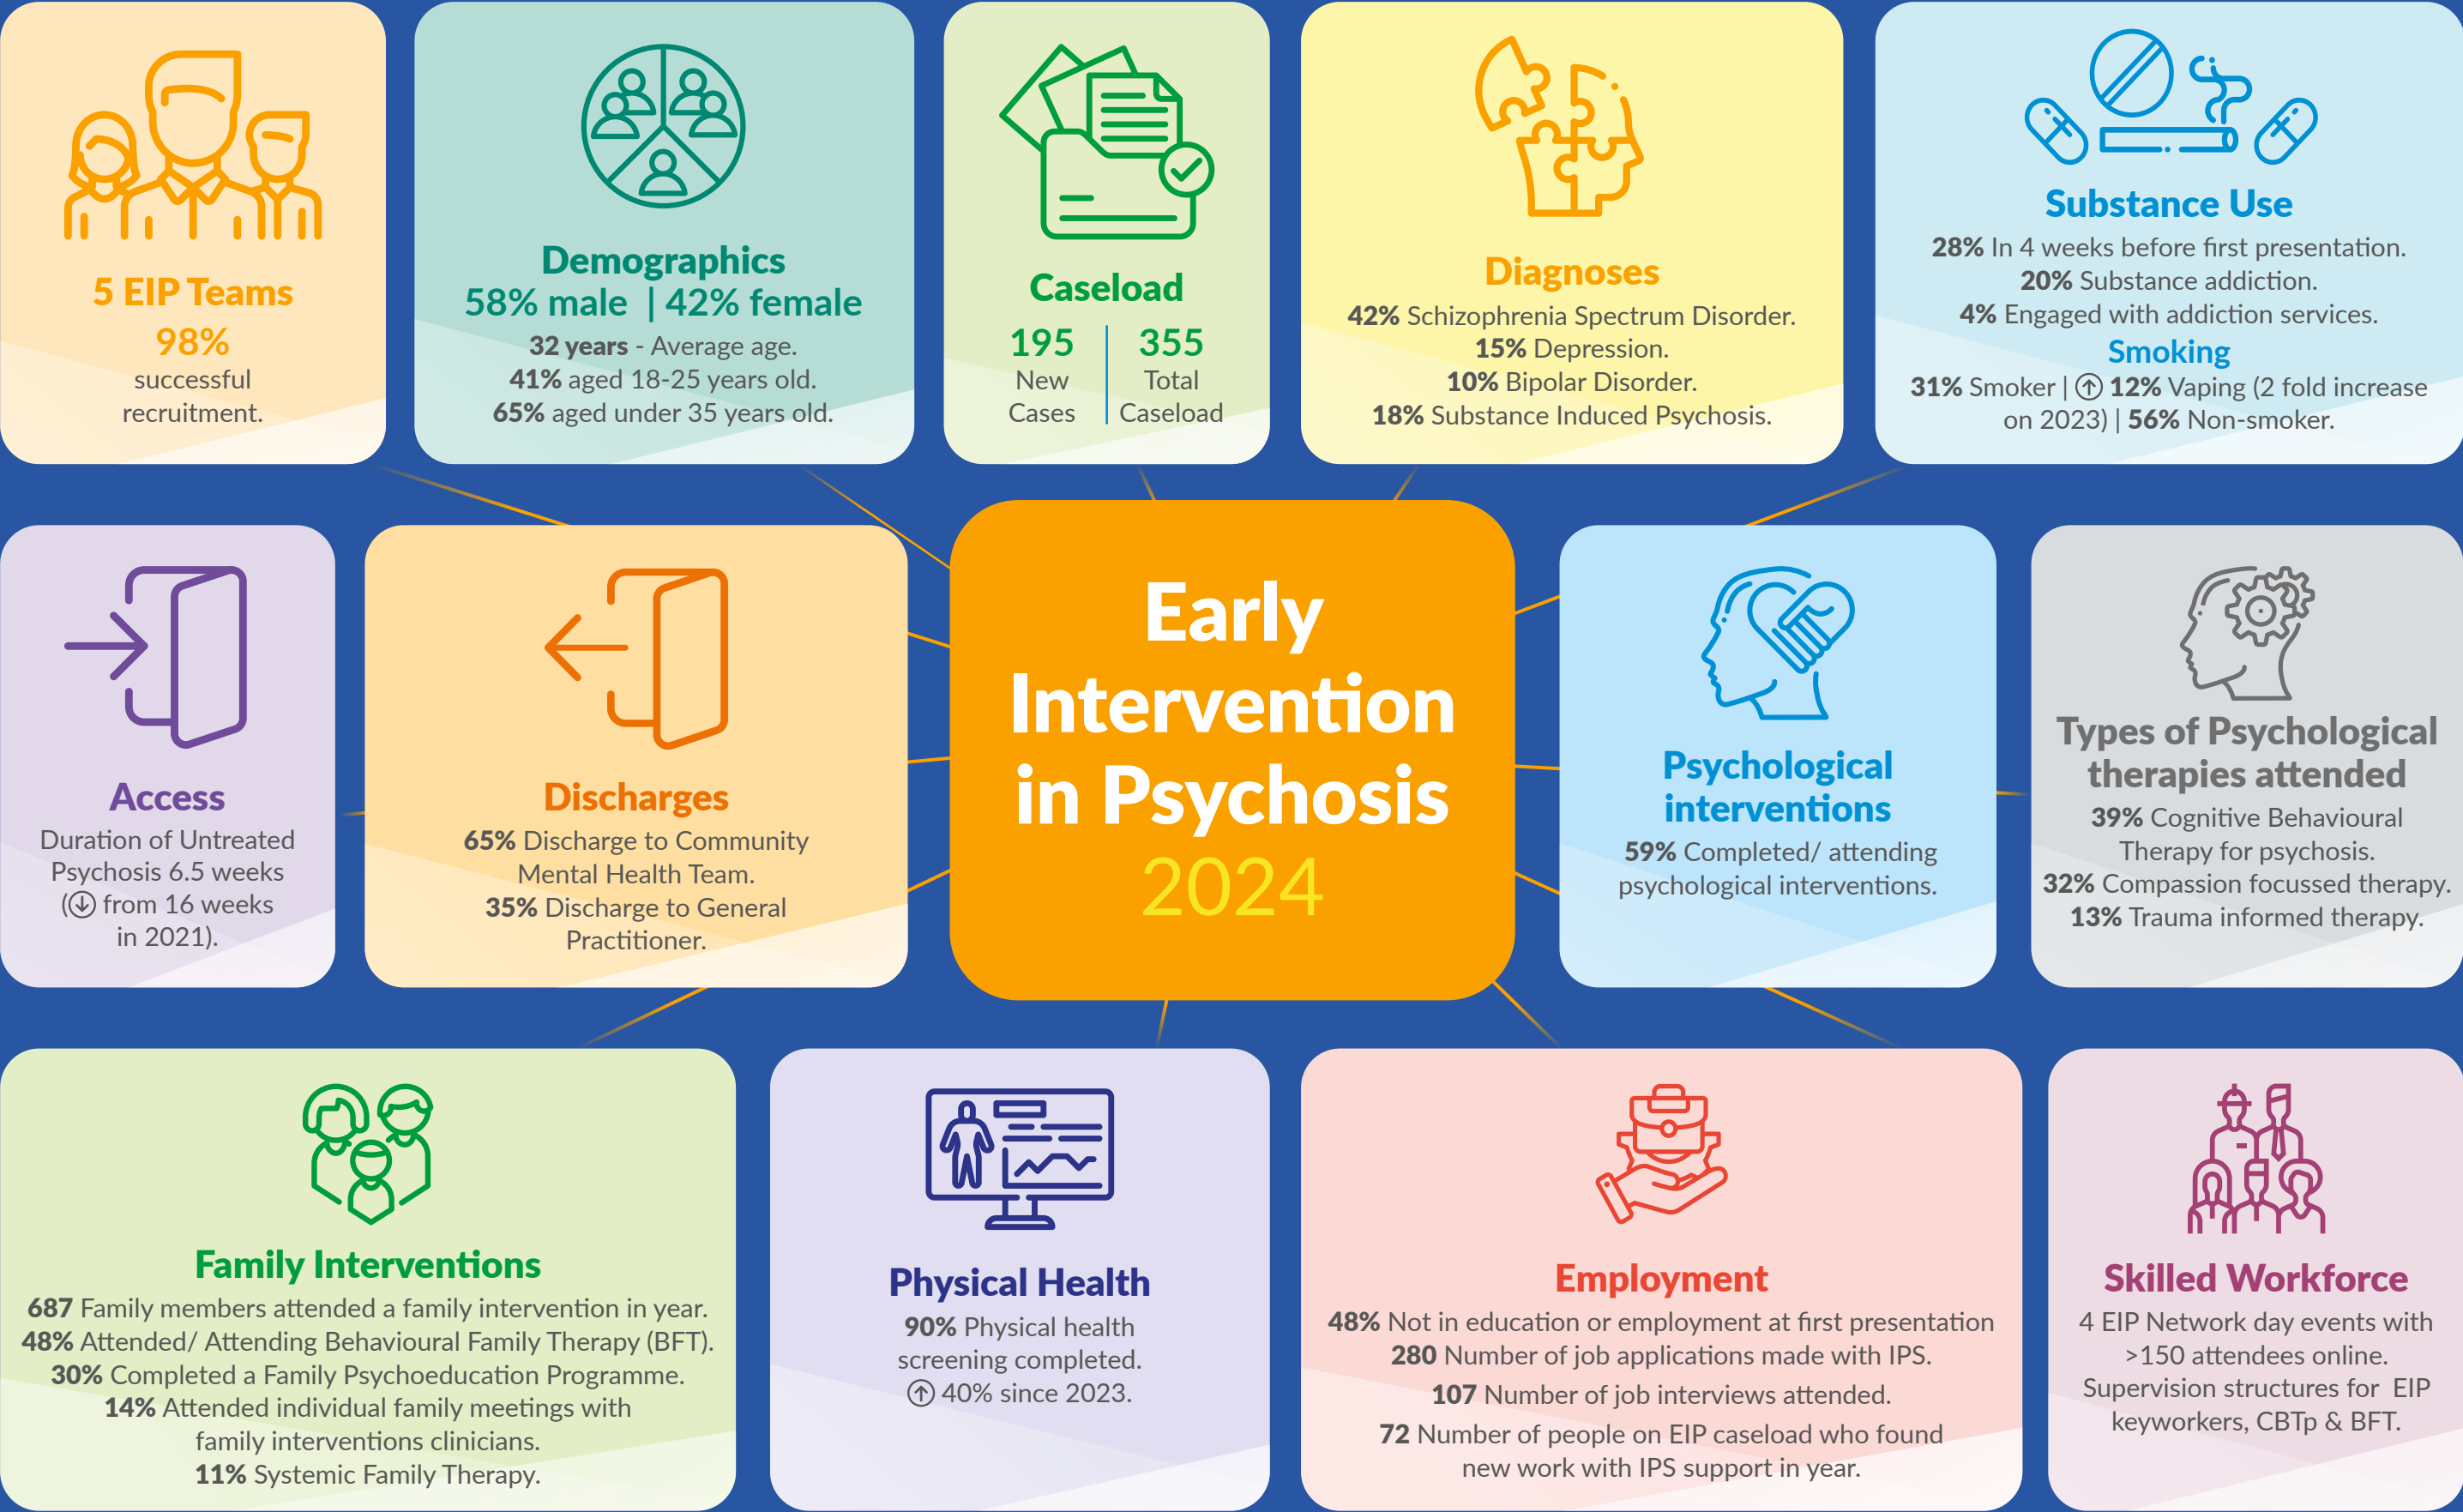 5 EIP Teams
98%
successful
recruitment.
Demographics
58% male | 42% female
32 years - Average age.
41% aged 18-25 years old.
65% aged under 35 years old.
Caseload
195
New
Cases
355
Total
Caseload
Diagnoses
42% Schizophrenia Spectrum Disorder.
15% Depression.
10% Bipolar Disorder.
18% Substance Induced Psychosis.
Substance Use
28% In 4 weeks before first presentation.
20% Substance addiction.
4% Engaged with addiction services.
Smoking
31% Smoker | ↑ 12% Vaping (2 fold increase
on 2023) | 56% Non-smoker.
Access
Duration of Untreated
Psychosis 6.5 weeks
(↓ from 16 weeks
in 2021).
Discharges
65% Discharge to Community
Mental Health Team.
35% Discharge to General
Practitioner.
Early
Intervention
in Psychosis
2024
Psychological
interventions
59% Completed/ attending
psychological interventions.
Types of Psychological
therapies attended
39% Cognitive Behavioural
Therapy for psychosis.
32% Compassion focussed therapy.
13% Trauma informed therapy.
Family Interventions
687 Family members attended a family intervention in year.
48% Attended/ Attending Behavioural Family Therapy (BFT).
30% Completed a Family Psychoeducation Programme.
14% Attended individual family meetings with
family interventions clinicians.
11% Systemic Family Therapy.
Physical Health
90% Physical health
screening completed.
↑ 40% since 2023.
Employment
48% Not in education or employment at first presentation
280 Number of job applications made with IPS.
107 Number of job interviews attended.
72 Number of people on EIP caseload who found
new work with IPS support in year.
Skilled Workforce
4 EIP Network day events with
>150 attendees online.
Supervision structures for EIP
keyworkers, CBTp & BFT.